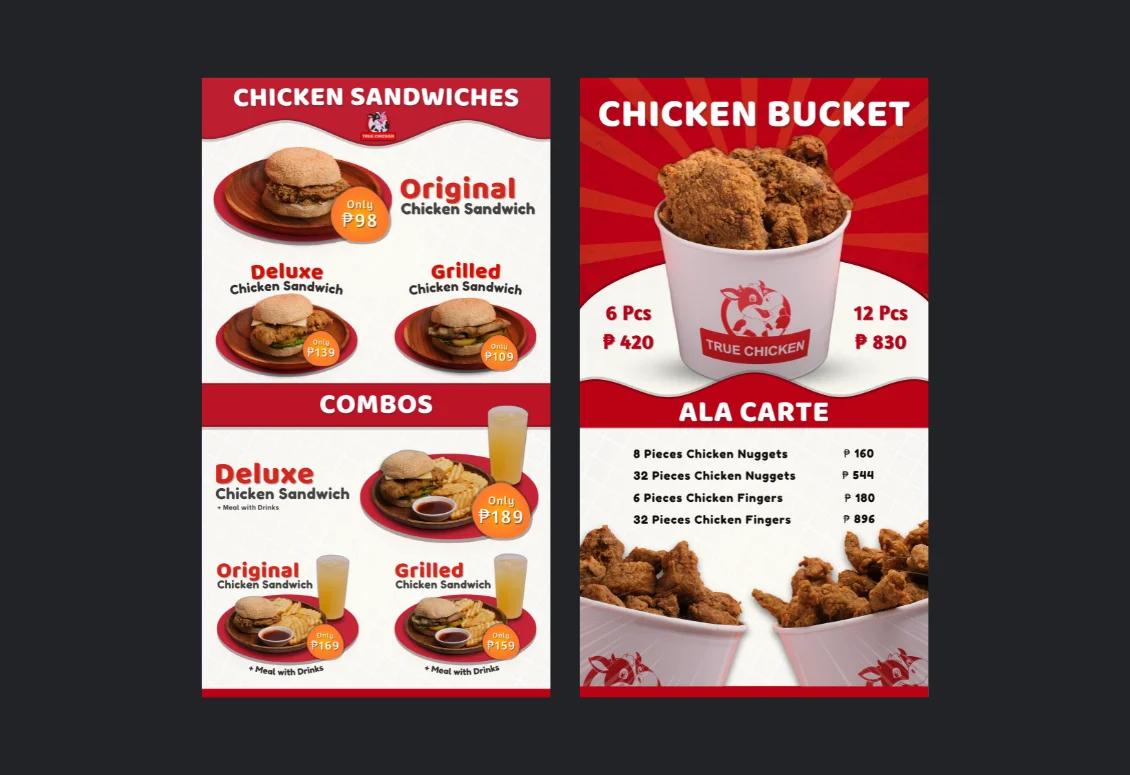 CHICKEN SANDWICHES
TRUE CHICKEN
Original
Chicken Sandwich
Only
₱98
Deluxe
Chicken Sandwich
Only
₱139
Grilled
Chicken Sandwich
Only
₱109
COMBOS
Deluxe
Chicken Sandwich
+ Meal with Drinks
Only
₱189
Original
Chicken Sandwich
Only
₱169
+ Meal with Drinks
Grilled
Chicken Sandwich
Only
₱159
+ Meal with Drinks
CHICKEN BUCKET
6 Pcs
₱ 420
12 Pcs
₱ 830
TRUE CHICKEN
ALA CARTE
8 Pieces Chicken Nuggets ₱ 160
32 Pieces Chicken Nuggets ₱ 544
6 Pieces Chicken Fingers ₱ 180
32 Pieces Chicken Fingers ₱ 896